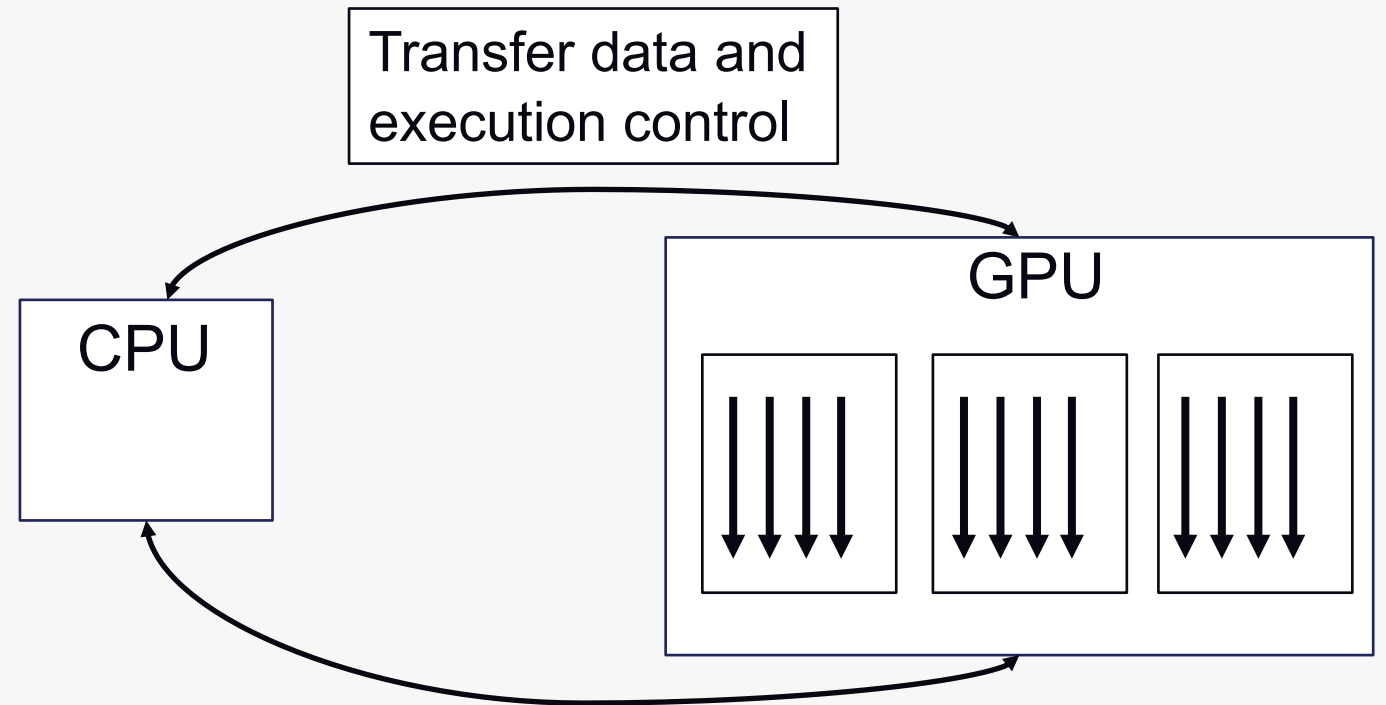 Transfer data and
execution control
CPU
GPU